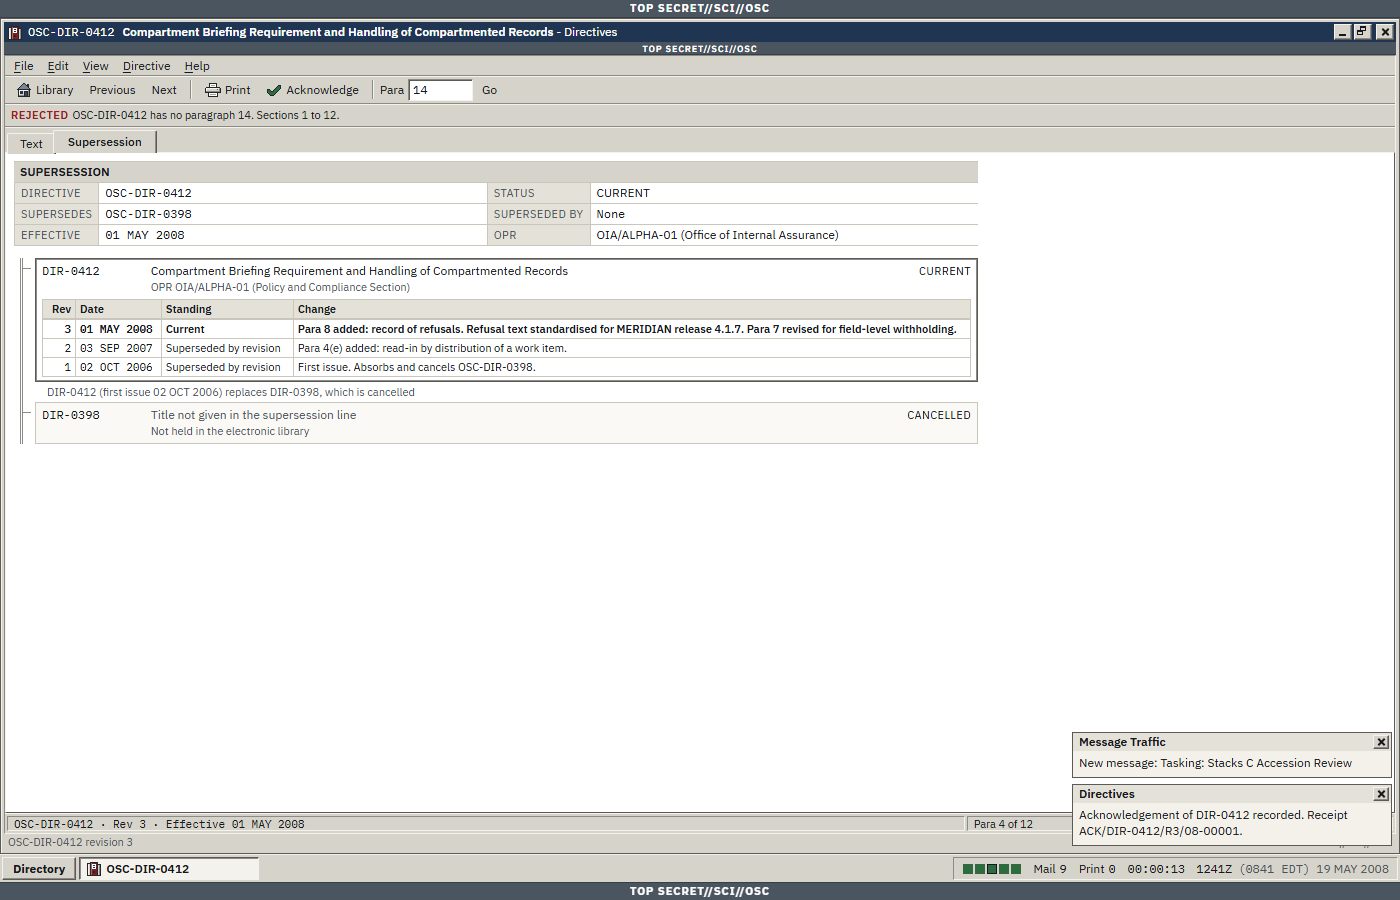 TOP SECRET//SCI//OSC
OSC-DIR-0412 Compartment Briefing Requirement and Handling of Compartmented Records - Directives
TOP SECRET//SCI//OSC
File Edit View Directive Help
Library Previous Next Print Acknowledge Para 14 Go
REJECTED OSC-DIR-0412 has no paragraph 14. Sections 1 to 12.
Text Supersession
SUPERSESSION
DIRECTIVE OSC-DIR-0412 STATUS CURRENT
SUPERSEDES OSC-DIR-0398 SUPERSEDED BY None
EFFECTIVE 01 MAY 2008 OPR OIA/ALPHA-01 (Office of Internal Assurance)
DIR-0412 Compartment Briefing Requirement and Handling of Compartmented Records CURRENT
OPR OIA/ALPHA-01 (Policy and Compliance Section)
Rev Date Standing Change
3 01 MAY 2008 Current Para 8 added: record of refusals. Refusal text standardised for MERIDIAN release 4.1.7. Para 7 revised for field-level withholding.
2 03 SEP 2007 Superseded by revision Para 4(e) added: read-in by distribution of a work item.
1 02 OCT 2006 Superseded by revision First issue. Absorbs and cancels OSC-DIR-0398.
DIR-0412 (first issue 02 OCT 2006) replaces DIR-0398, which is cancelled
DIR-0398 Title not given in the supersession line CANCELLED
Not held in the electronic library
Message Traffic
New message: Tasking: Stacks C Accession Review
Directives
Acknowledgement of DIR-0412 recorded. Receipt
ACK/DIR-0412/R3/08-00001.
OSC-DIR-0412 · Rev 3 · Effective 01 MAY 2008 Para 4 of 12
OSC-DIR-0412 revision 3
Directory OSC-DIR-0412 Mail 9 Print 0 00:00:13 1241Z (0841 EDT) 19 MAY 2008
TOP SECRET//SCI//OSC